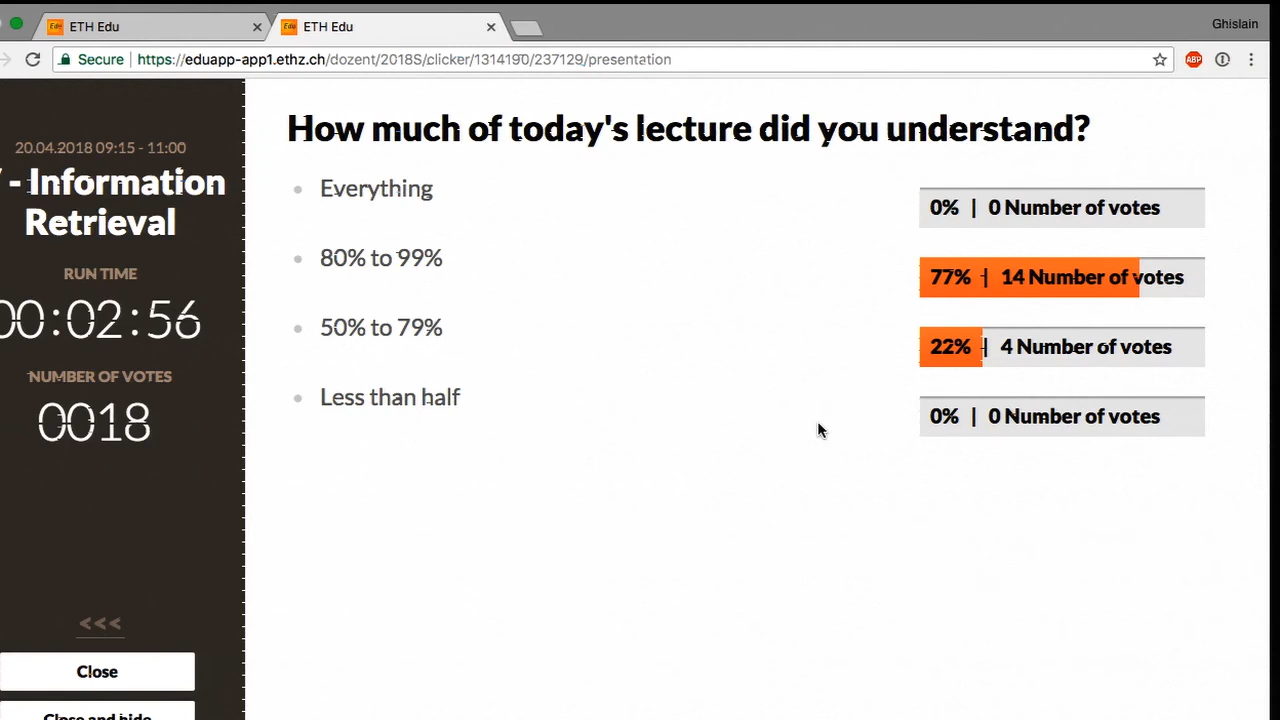 ETH Edu
ETH Edu
Ghislain
Secure https://eduapp-app1.ethz.ch/dozent/2018S/clicker/1314190/237129/presentation
20.04.2018 09:15 - 11:00
- Information
Retrieval
RUN TIME
00:02:56
NUMBER OF VOTES
0018
<<<
Close
Close and hide
How much of today's lecture did you understand?
Everything
0% | 0 Number of votes
80% to 99%
77% | 14 Number of votes
50% to 79%
22% | 4 Number of votes
Less than half
0% | 0 Number of votes